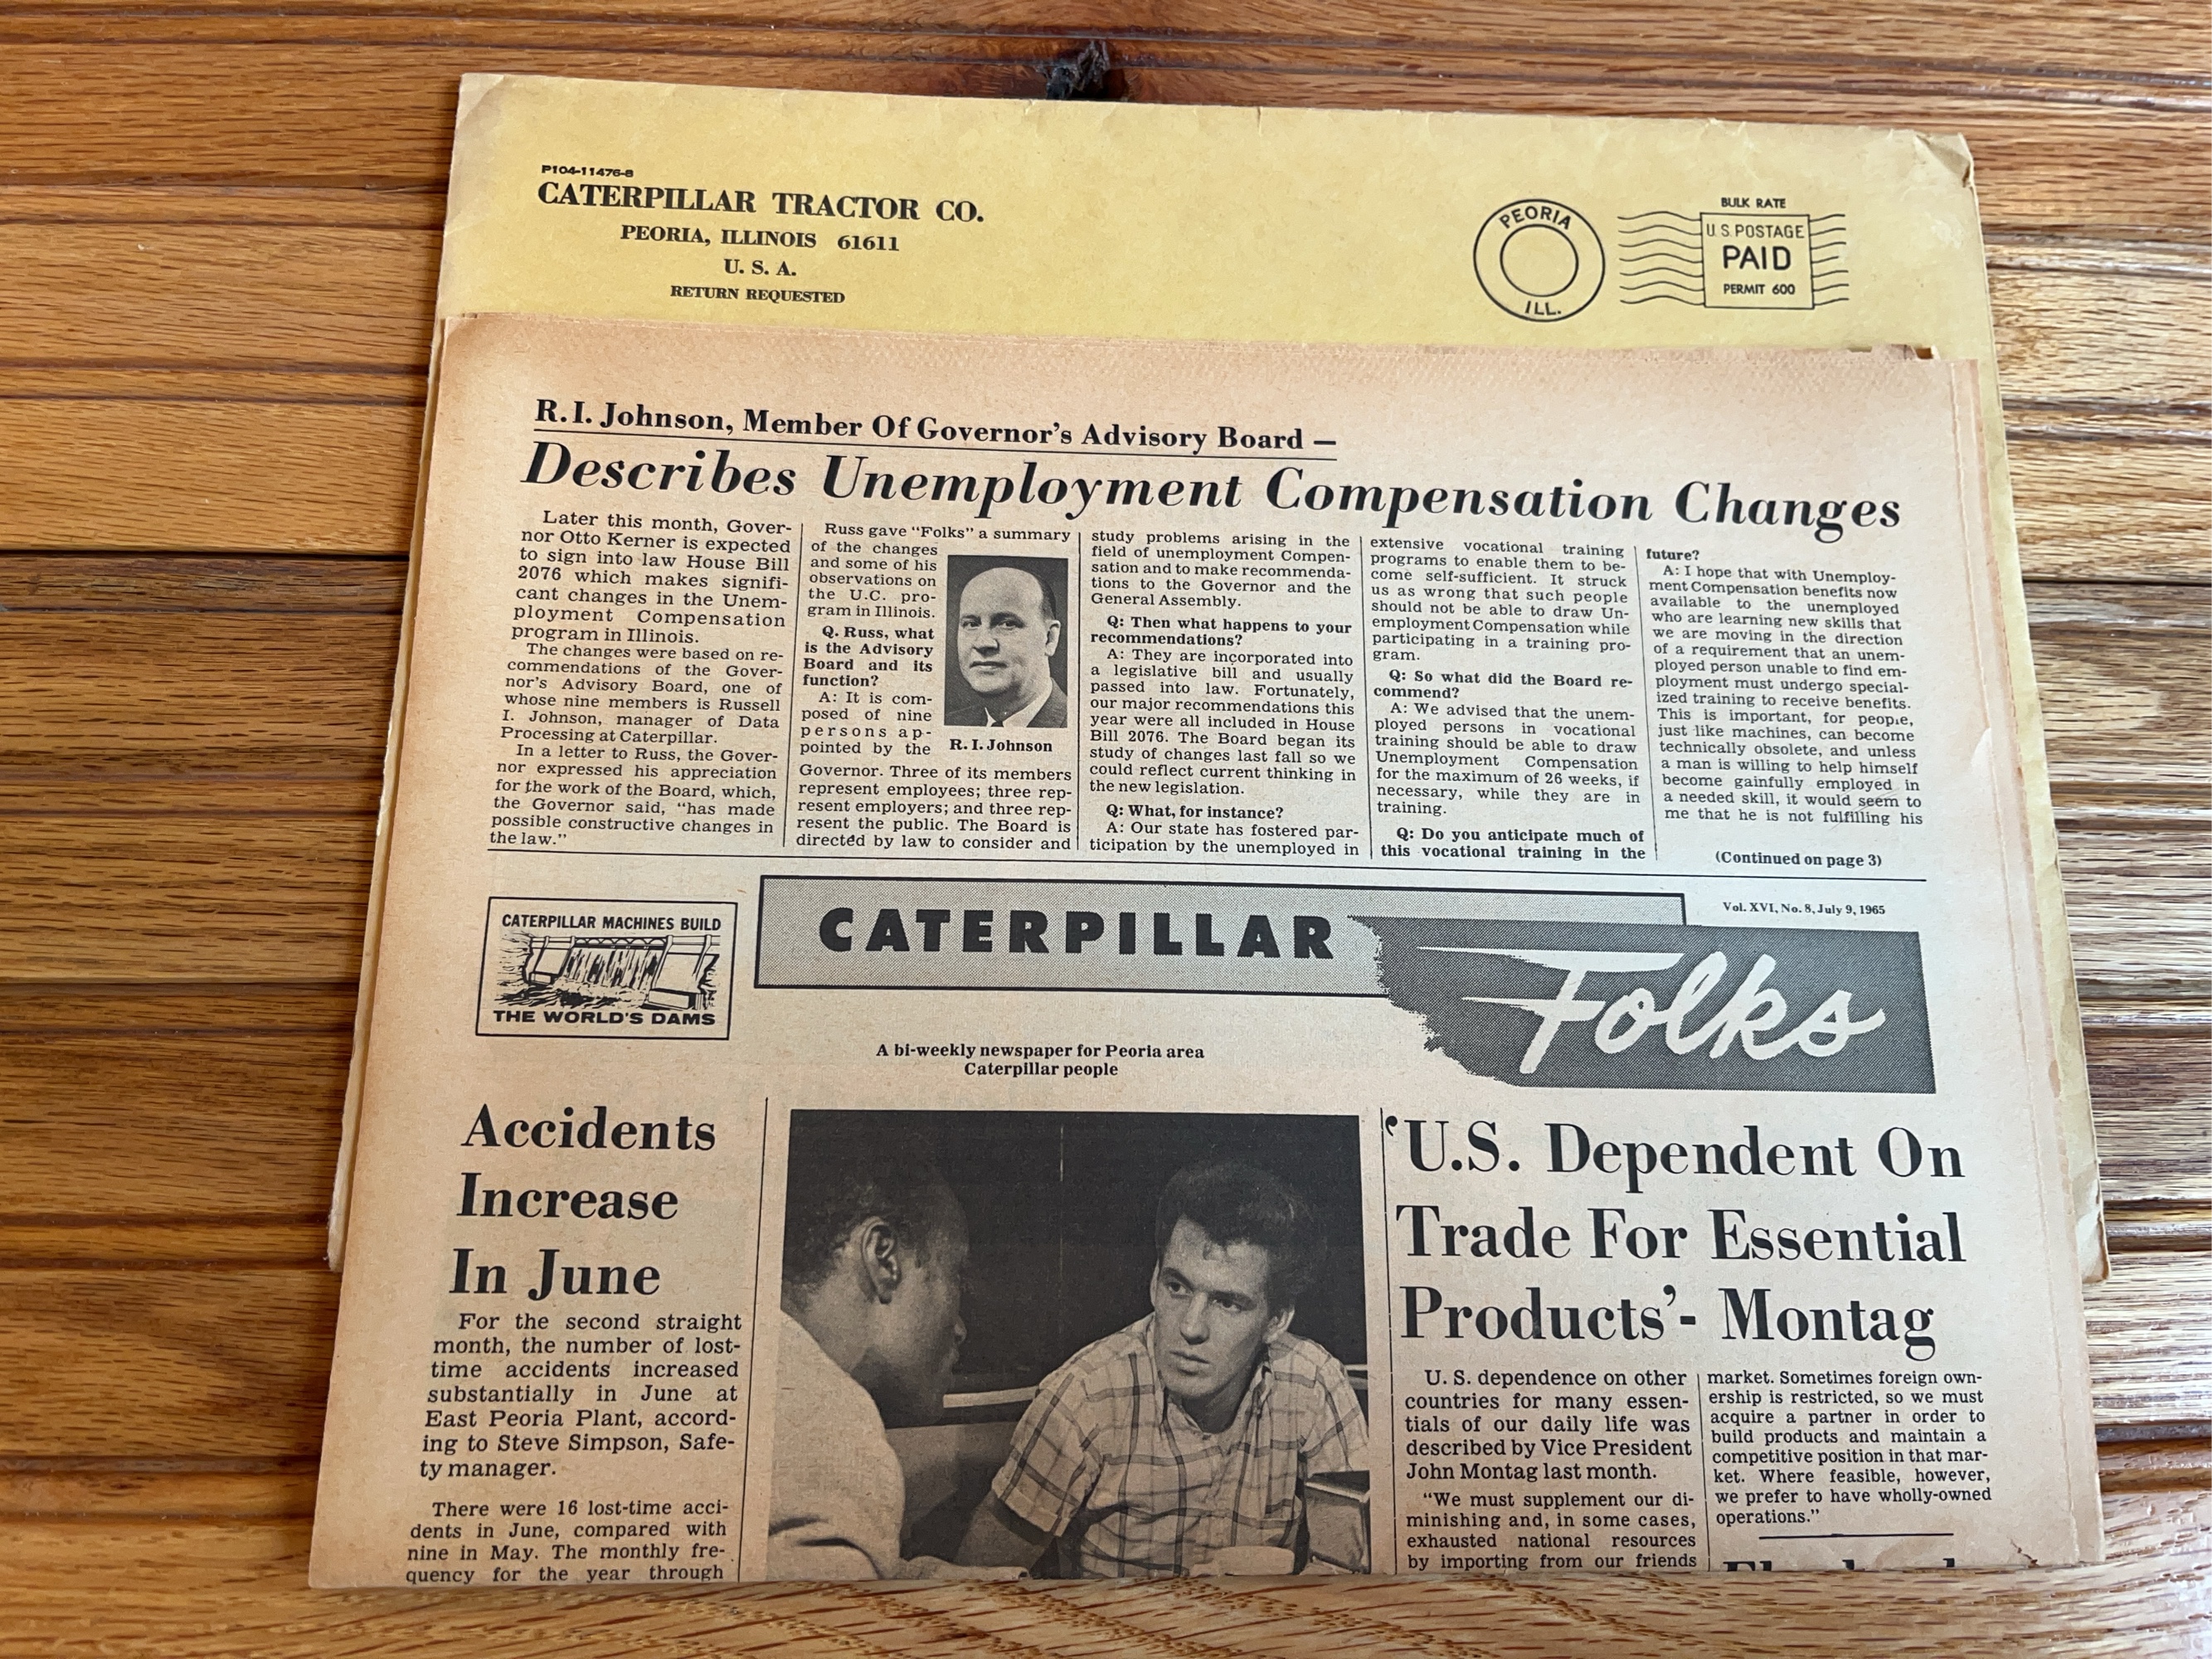 P104-11476-8
CATERPILLAR TRACTOR CO.
PEORIA, ILLINOIS 61611
U. S. A.
RETURN REQUESTED
PEORIA
ILL.
BULK RATE
U.S. POSTAGE
PAID
PERMIT 600
R. I. Johnson, Member Of Governor's Advisory Board —
Describes Unemployment Compensation Changes
Later this month, Gover-
nor Otto Kerner is expected
to sign into law House Bill
2076 which makes signifi-
cant changes in the Unem-
ployment Compensation
program in Illinois.
The changes were based on re-
commendations of the Gover-
nor's Advisory Board, one of
whose nine members is Russell
I. Johnson, manager of Data
Processing at Caterpillar.
In a letter to Russ, the Gover-
nor expressed his appreciation
for the work of the Board, which,
the Governor said, "has made
possible constructive changes in
the law."
Russ gave "Folks" a summary
of the changes
and some of his
observations on
the U.C. pro-
gram in Illinois.
Q. Russ, what
is the Advisory
Board and its
function?
A: It is com-
posed of nine
persons ap-
pointed by the
R. I. Johnson
Governor. Three of its members
represent employees; three rep-
resent employers; and three rep-
resent the public. The Board is
directed by law to consider and
study problems arising in the
field of unemployment Compen-
sation and to make recommenda-
tions to the Governor and the
General Assembly.
Q: Then what happens to your
recommendations?
A: They are incorporated into
a legislative bill and usually
passed into law. Fortunately,
our major recommendations this
year were all included in House
Bill 2076. The Board began its
study of changes last fall so we
could reflect current thinking in
the new legislation.
Q: What, for instance?
A: Our state has fostered par-
ticipation by the unemployed in
extensive vocational training
programs to enable them to be-
come self-sufficient. It struck
us as wrong that such people
should not be able to draw Un-
employment Compensation while
participating in a training pro-
gram.
Q: So what did the Board re-
commend?
A: We advised that the unem-
ployed persons in vocational
training should be able to draw
Unemployment Compensation
for the maximum of 26 weeks, if
necessary, while they are in
training.
Q: Do you anticipate much of
this vocational training in the
future?
A: I hope that with Unemploy-
ment Compensation benefits now
available to the unemployed
who are learning new skills that
we are moving in the direction
of a requirement that an unem-
ployed person unable to find em-
ployment must undergo special-
ized training to receive benefits.
This is important, for people,
just like machines, can become
technically obsolete, and unless
a man is willing to help himself
become gainfully employed in
a needed skill, it would seem to
me that he is not fulfilling his
(Continued on page 3)
CATERPILLAR MACHINES BUILD
THE WORLD'S DAMS
CATERPILLAR
Folks
Vol. XVI, No. 8, July 9, 1965
A bi-weekly newspaper for Peoria area
Caterpillar people
Accidents
Increase
In June
For the second straight
month, the number of lost-
time accidents increased
substantially in June at
East Peoria Plant, accord-
ing to Steve Simpson, Safe-
ty manager.
There were 16 lost-time acci-
dents in June, compared with
nine in May. The monthly fre-
quency for the year through
'U.S. Dependent On
Trade For Essential
Products'- Montag
U. S. dependence on other
countries for many essen-
tials of our daily life was
described by Vice President
John Montag last month.
"We must supplement our di-
minishing and, in some cases,
exhausted national resources
by importing from our friends
market. Sometimes foreign own-
ership is restricted, so we must
acquire a partner in order to
build products and maintain a
competitive position in that mar-
ket. Where feasible, however,
we prefer to have wholly-owned
operations."